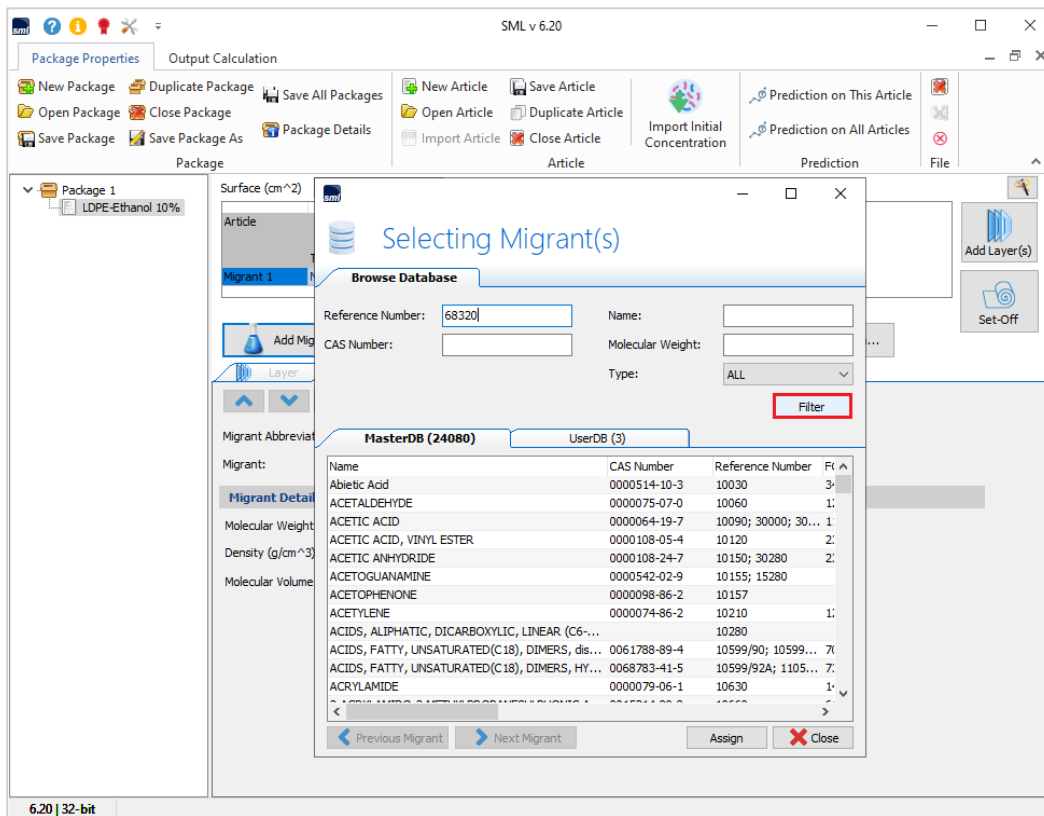 sml SML v 6.20
Package Properties Output Calculation
New Package Duplicate Package Save All Packages New Article Save Article Prediction on This Article
Open Package Close Package Open Article Duplicate Article Import Initial Concentration
Save Package Save Package As Package Details Import Article Close Article Prediction on All Articles
Package Article Prediction File
Package 1
LDPE-Ethanol 10%
Surface (cm^2)
Article
Migrant 1
Add Layer(s)
Set-Off
Add Mig
...
Layer
Migrant Abbreviat
Migrant:
Migrant Detail
Molecular Weight
Density (g/cm^3)
Molecular Volume
sml
Selecting Migrant(s)
Browse Database
Reference Number: 68320 Name:
CAS Number: Molecular Weight:
Type: ALL
Filter
MasterDB (24080) UserDB (3)
Name CAS Number Reference Number
Abietic Acid 0000514-10-3 10030
ACETALDEHYDE 0000075-07-0 10060
ACETIC ACID 0000064-19-7 10090; 30000; 30...
ACETIC ACID, VINYL ESTER 0000108-05-4 10120
ACETIC ANHYDRIDE 0000108-24-7 10150; 30280
ACETOGUANAMINE 0000542-02-9 10155; 15280
ACETOPHENONE 0000098-86-2 10157
ACETYLENE 0000074-86-2 10210
ACIDS, ALIPHATIC, DICARBOXYLIC, LINEAR (C6-... 10280
ACIDS, FATTY, UNSATURATED(C18), DIMERS, dis... 0061788-89-4 10599/90; 10599...
ACIDS, FATTY, UNSATURATED(C18), DIMERS, HY... 0068783-41-5 10599/92A; 1105...
ACRYLAMIDE 0000079-06-1 10630
Previous Migrant Next Migrant Assign Close
6.20 | 32-bit